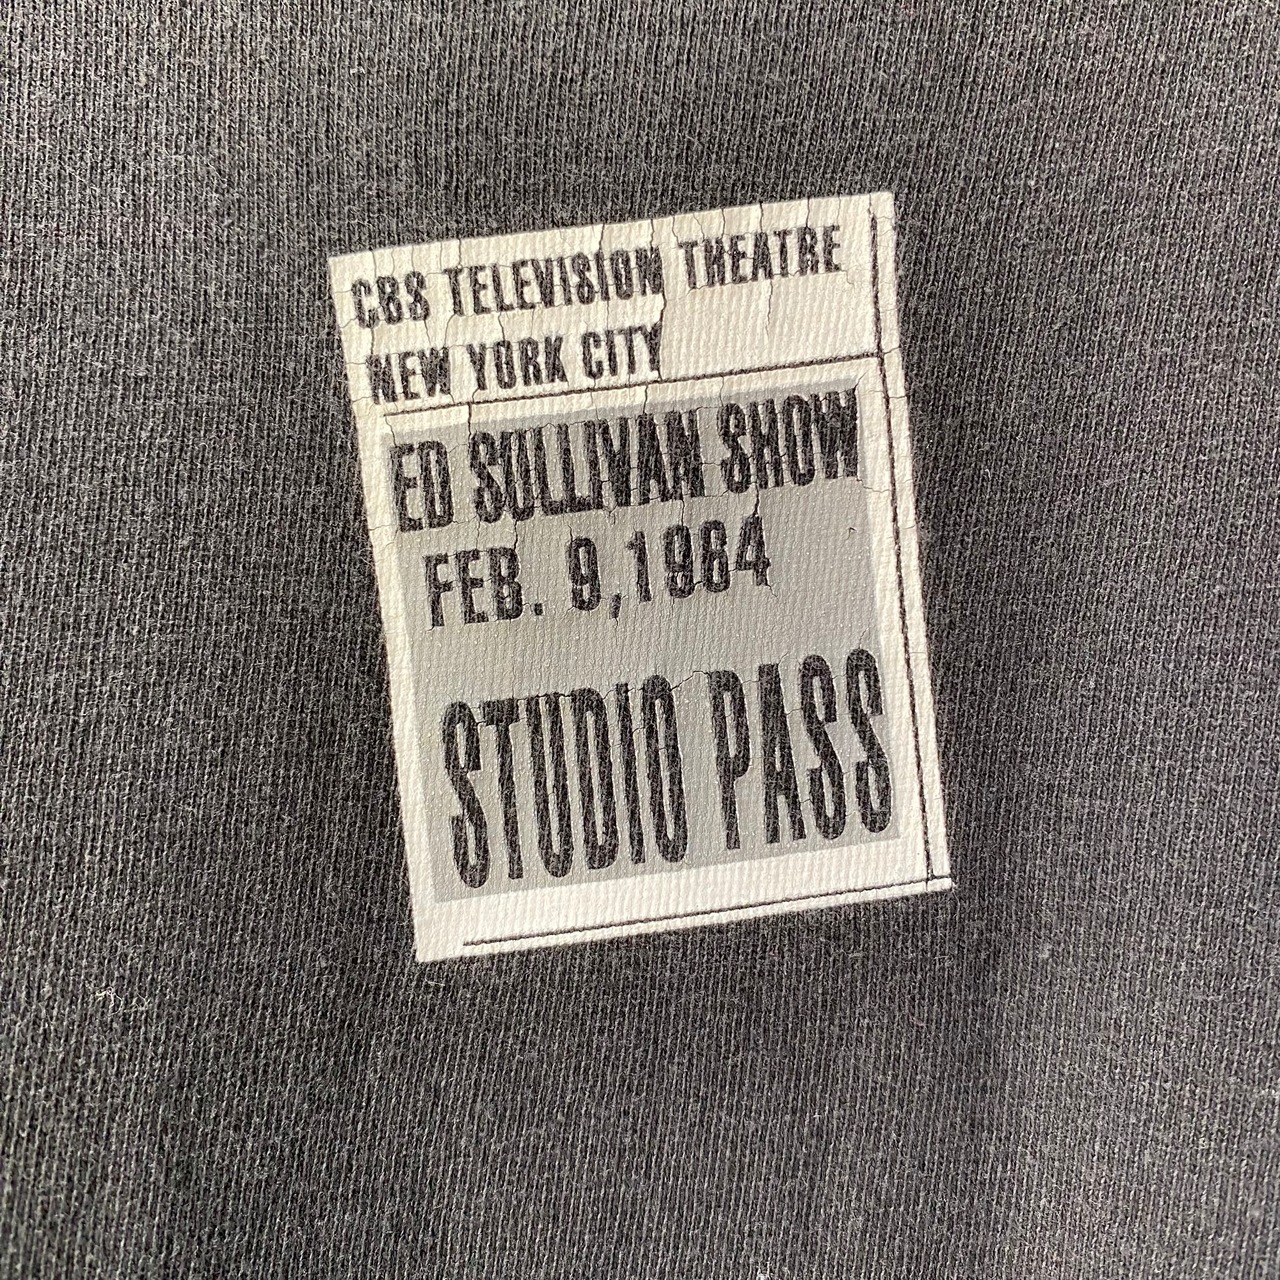 CBS TELEVISION THEATRE
NEW YORK CITY
ED SULLIVAN SHOW
FEB. 9,1964
STUDIO PASS